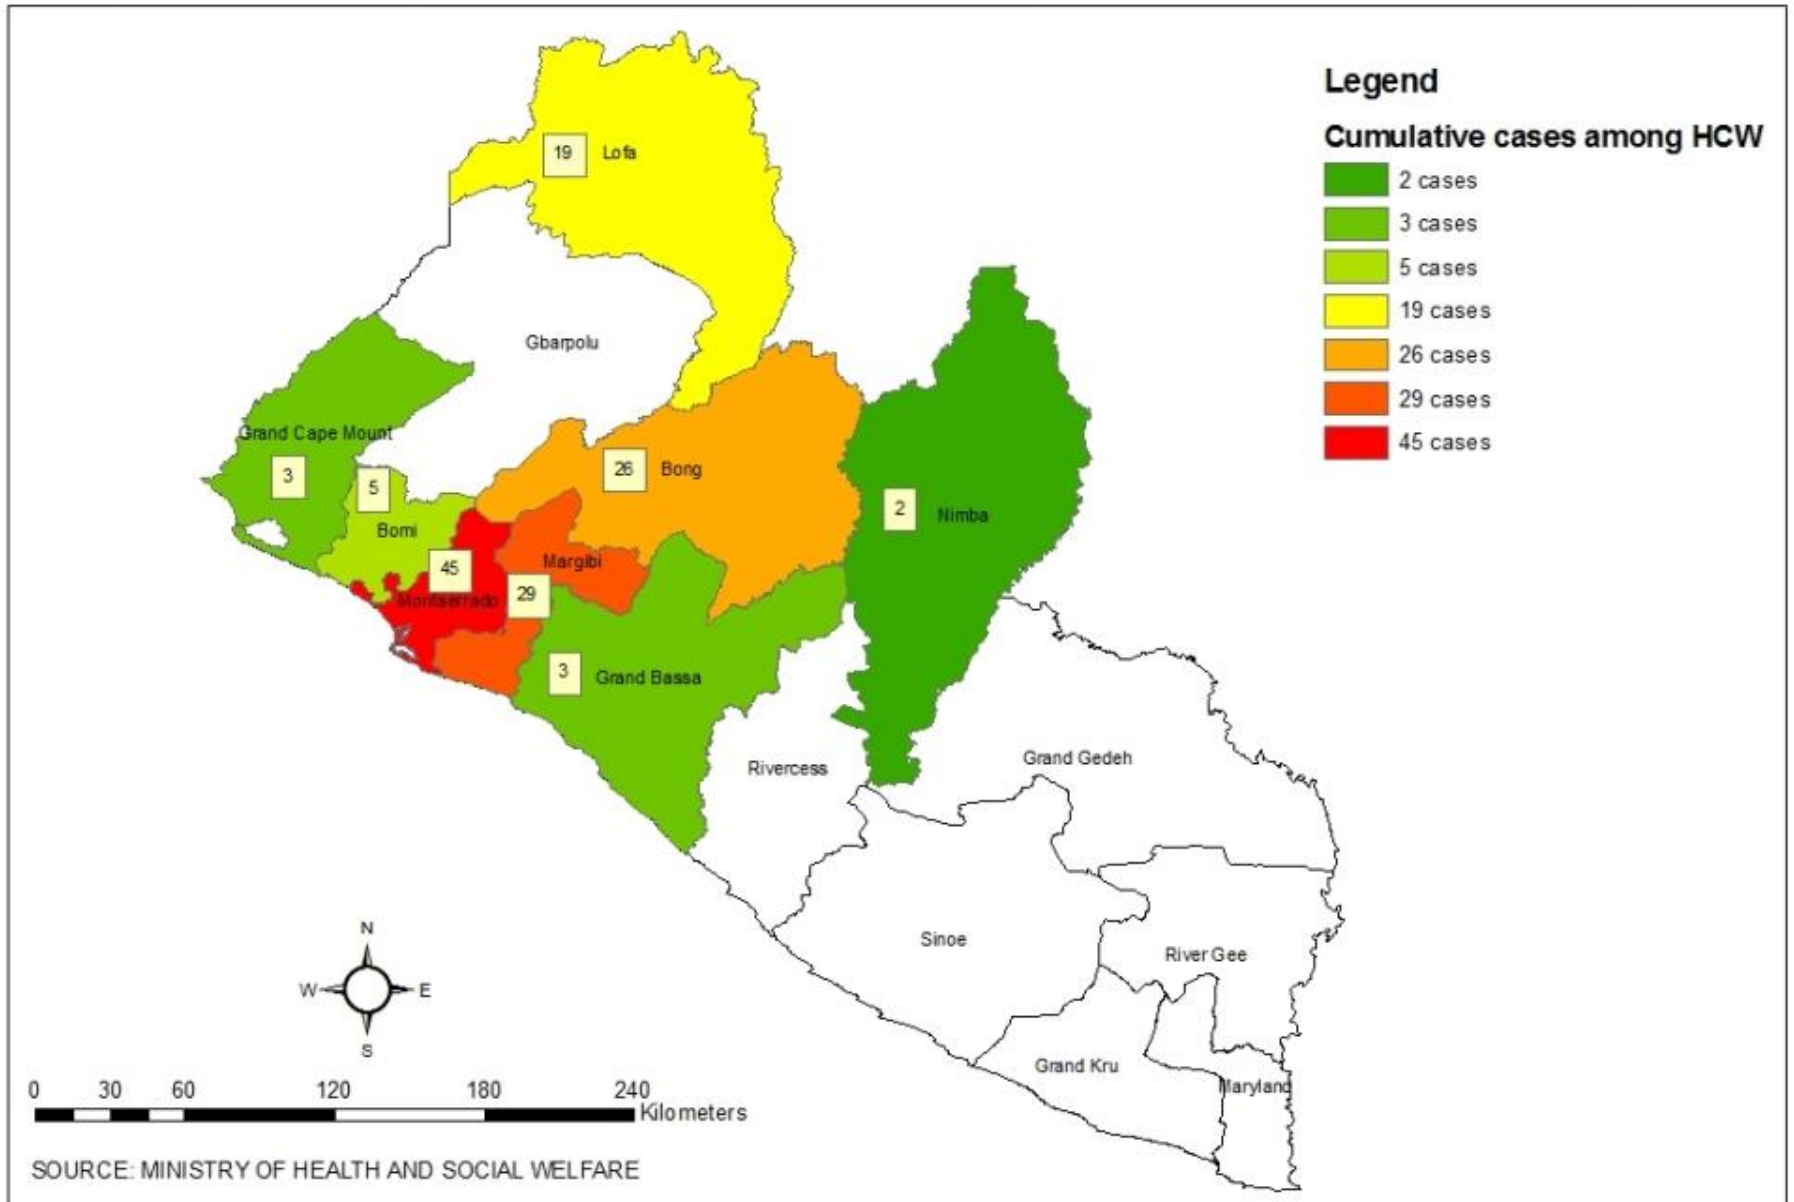 Legend
Cumulative cases among HCW
2 cases
3 cases
5 cases
19 cases
26 cases
29 cases
45 cases
19 Lofa
Gbarpolu
Grand Cape Mount
3
5
26 Bong
2 Nimba
Bomi
45
Margibi
29
Montserrado
3 Grand Bassa
Rivercess
Grand Gedeh
Sinoe
River Gee
Grand Kru
Maryland
N
W E
S
0 30 60 120 180 240
Kilometers
SOURCE: MINISTRY OF HEALTH AND SOCIAL WELFARE